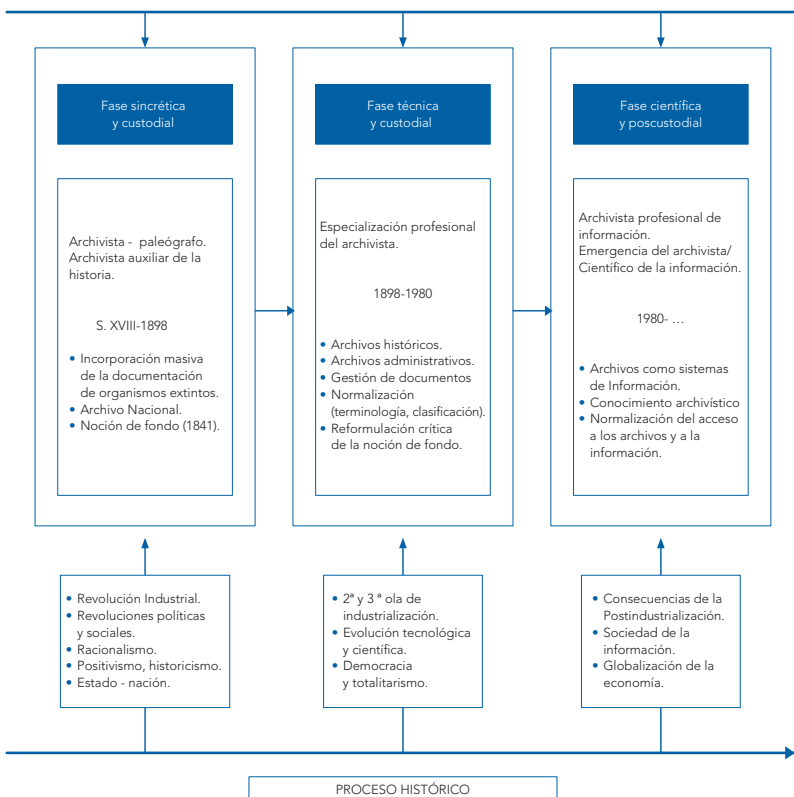 Fase sincrética
y custodial
Archivista - paleógrafo.
Archivista auxiliar de la
historia.
S. XVIII-1898
• Incorporación masiva
de la documentación
de organismos extintos.
• Archivo Nacional.
• Noción de fondo (1841).
• Revolución Industrial.
• Revoluciones políticas
y sociales.
• Racionalismo.
• Positivismo, historicismo.
• Estado - nación.
Fase técnica
y custodial
Especialización profesional
del archivista.
1898-1980
• Archivos históricos.
• Archivos administrativos.
• Gestión de documentos
• Normalización
(terminología, clasificación).
• Reformulación crítica
de la noción de fondo.
• 2ª y 3 ª ola de
industrialización.
• Evolución tecnológica
y científica.
• Democracia
y totalitarismo.
Fase científica
y poscustodial
Archivista profesional de
información.
Emergencia del archivista/
Científico de la información.
1980- ...
• Archivos como sistemas
de Información.
• Conocimiento archivístico
• Normalización del acceso
a los archivos y a la
información.
• Consecuencias de la
Postindustrialización.
• Sociedad de la
información.
• Globalización de la
economía.
PROCESO HISTÓRICO